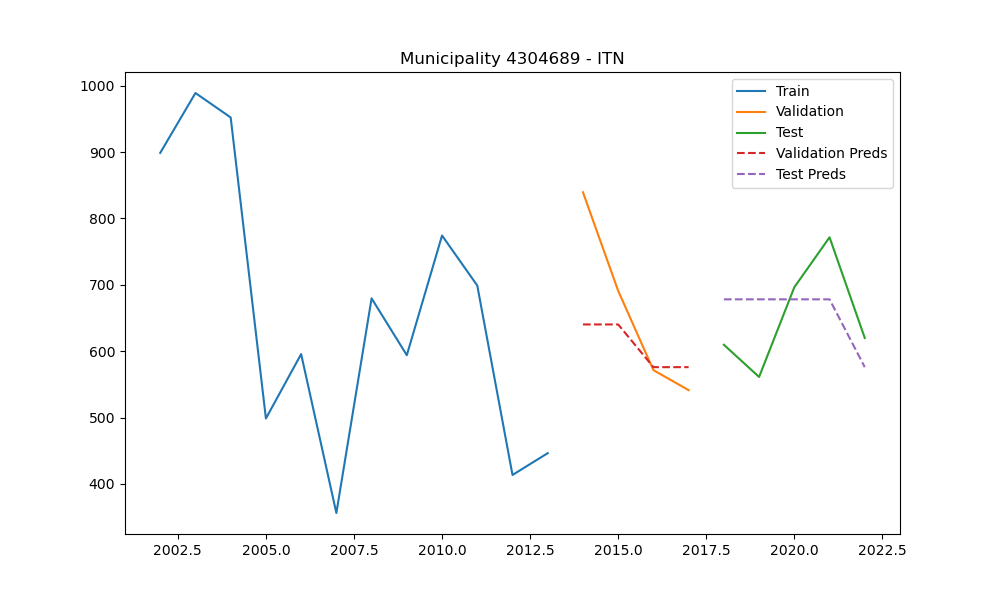 Municipality 4304689 - ITN
1000
900
800
700
600
500
400
2002.5
2005.0
2007.5
2010.0
2012.5
2015.0
2017.5
2020.0
2022.5
Train
Validation
Test
Validation Preds
Test Preds